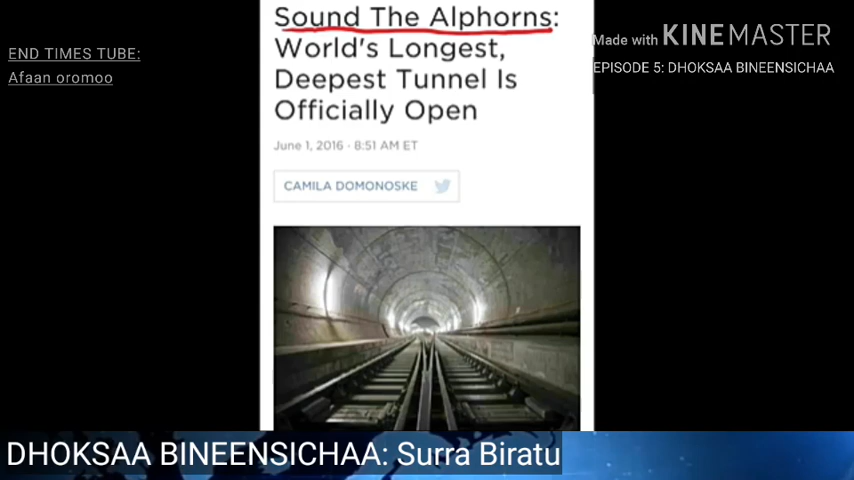 Sound The Alphorns:
World's Longest,
Deepest Tunnel Is
Officially Open
June 1, 2016 · 8:51 AM ET
CAMILA DOMONOSKE
END TIMES TUBE:
Afaan oromoo
Made with KINEMASTER
EPISODE 5: DHOKSAA BINEENSICHAA
DHOKSAA BINEENSICHAA: Surra Biratu